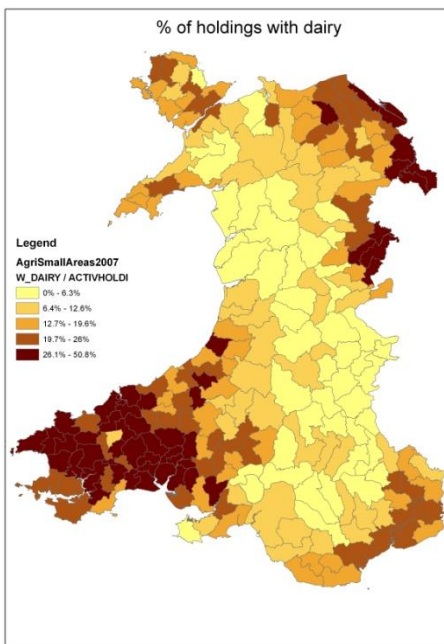 % of holdings with dairy
Legend
AgriSmallAreas2007
W_DAIRY / ACTIVHOLDI
0% - 6.3%
6.4% - 12.6%
12.7% - 19.6%
19.7% - 26%
26.1% - 50.8%